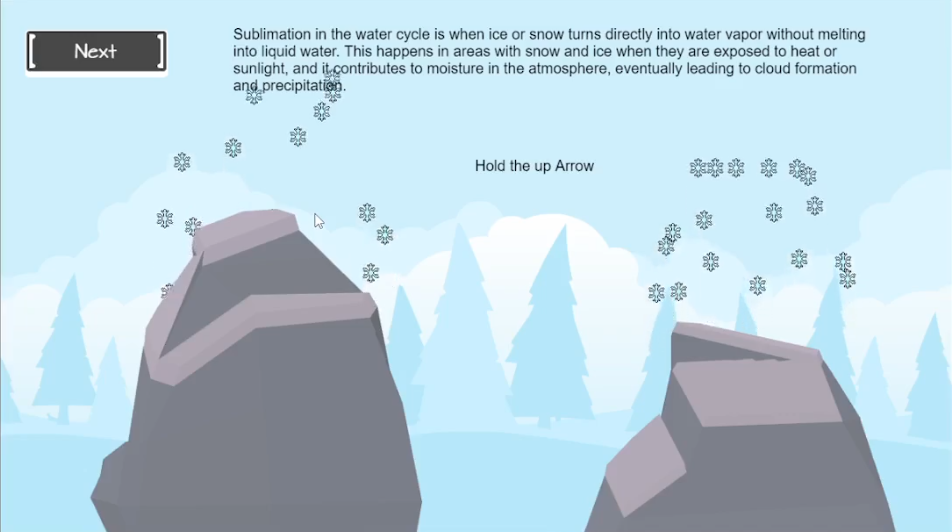 Next
Sublimation in the water cycle is when ice or snow turns directly into water vapor without melting
into liquid water. This happens in areas with snow and ice when they are exposed to heat or
sunlight, and it contributes to moisture in the atmosphere, eventually leading to cloud formation
and precipitation.
Hold the up Arrow